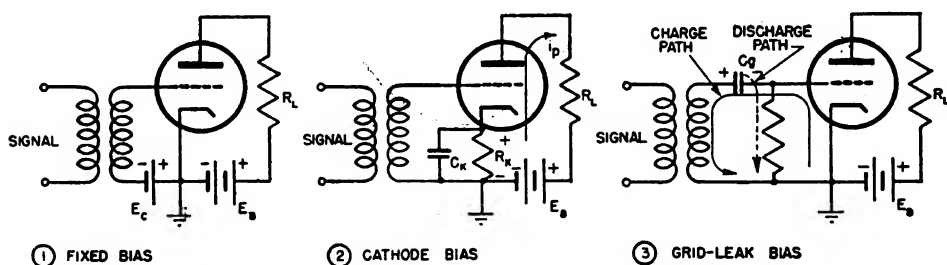 SIGNAL
- +
E_C
- +
E_B
R_L
① FIXED BIAS
SIGNAL
i_p
R_L
C_K
+
R_K
-
- +
E_B
② CATHODE BIAS
CHARGE PATH
DISCHARGE PATH
+ Cg -
SIGNAL
R_L
- +
E_B
③ GRID-LEAK BIAS